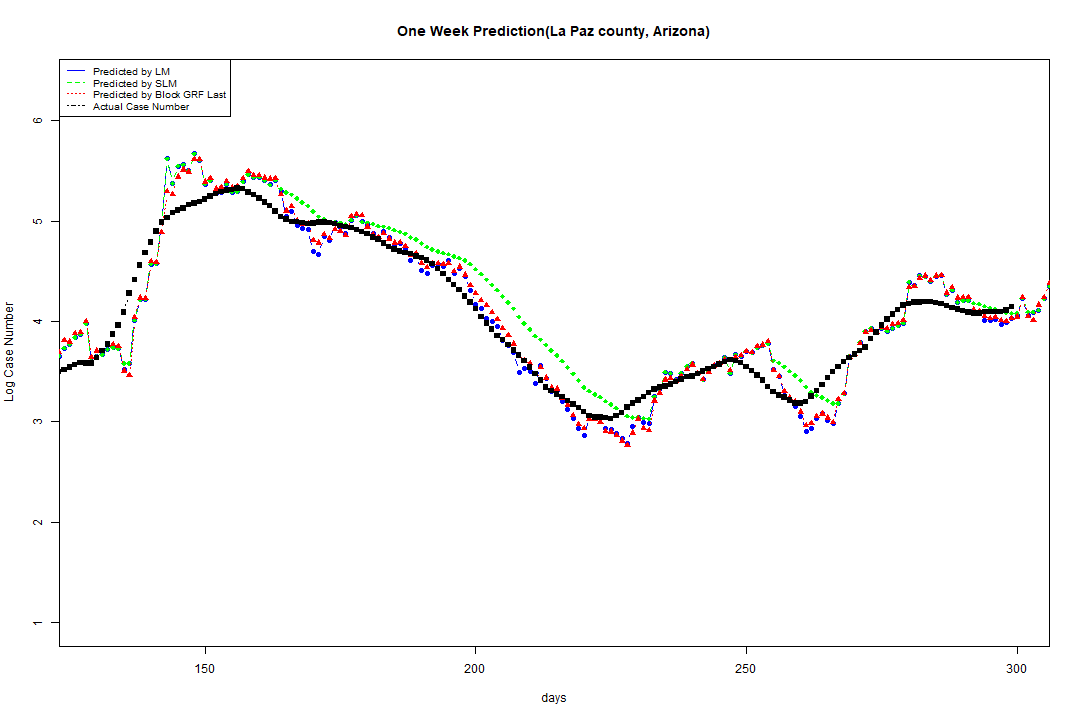 One Week Prediction(La Paz county, Arizona)
Predicted by LM
Predicted by SLM
Predicted by Block GRF Last
Actual Case Number
6
5
4
3
2
1
Log Case Number
150 200 250 300
days